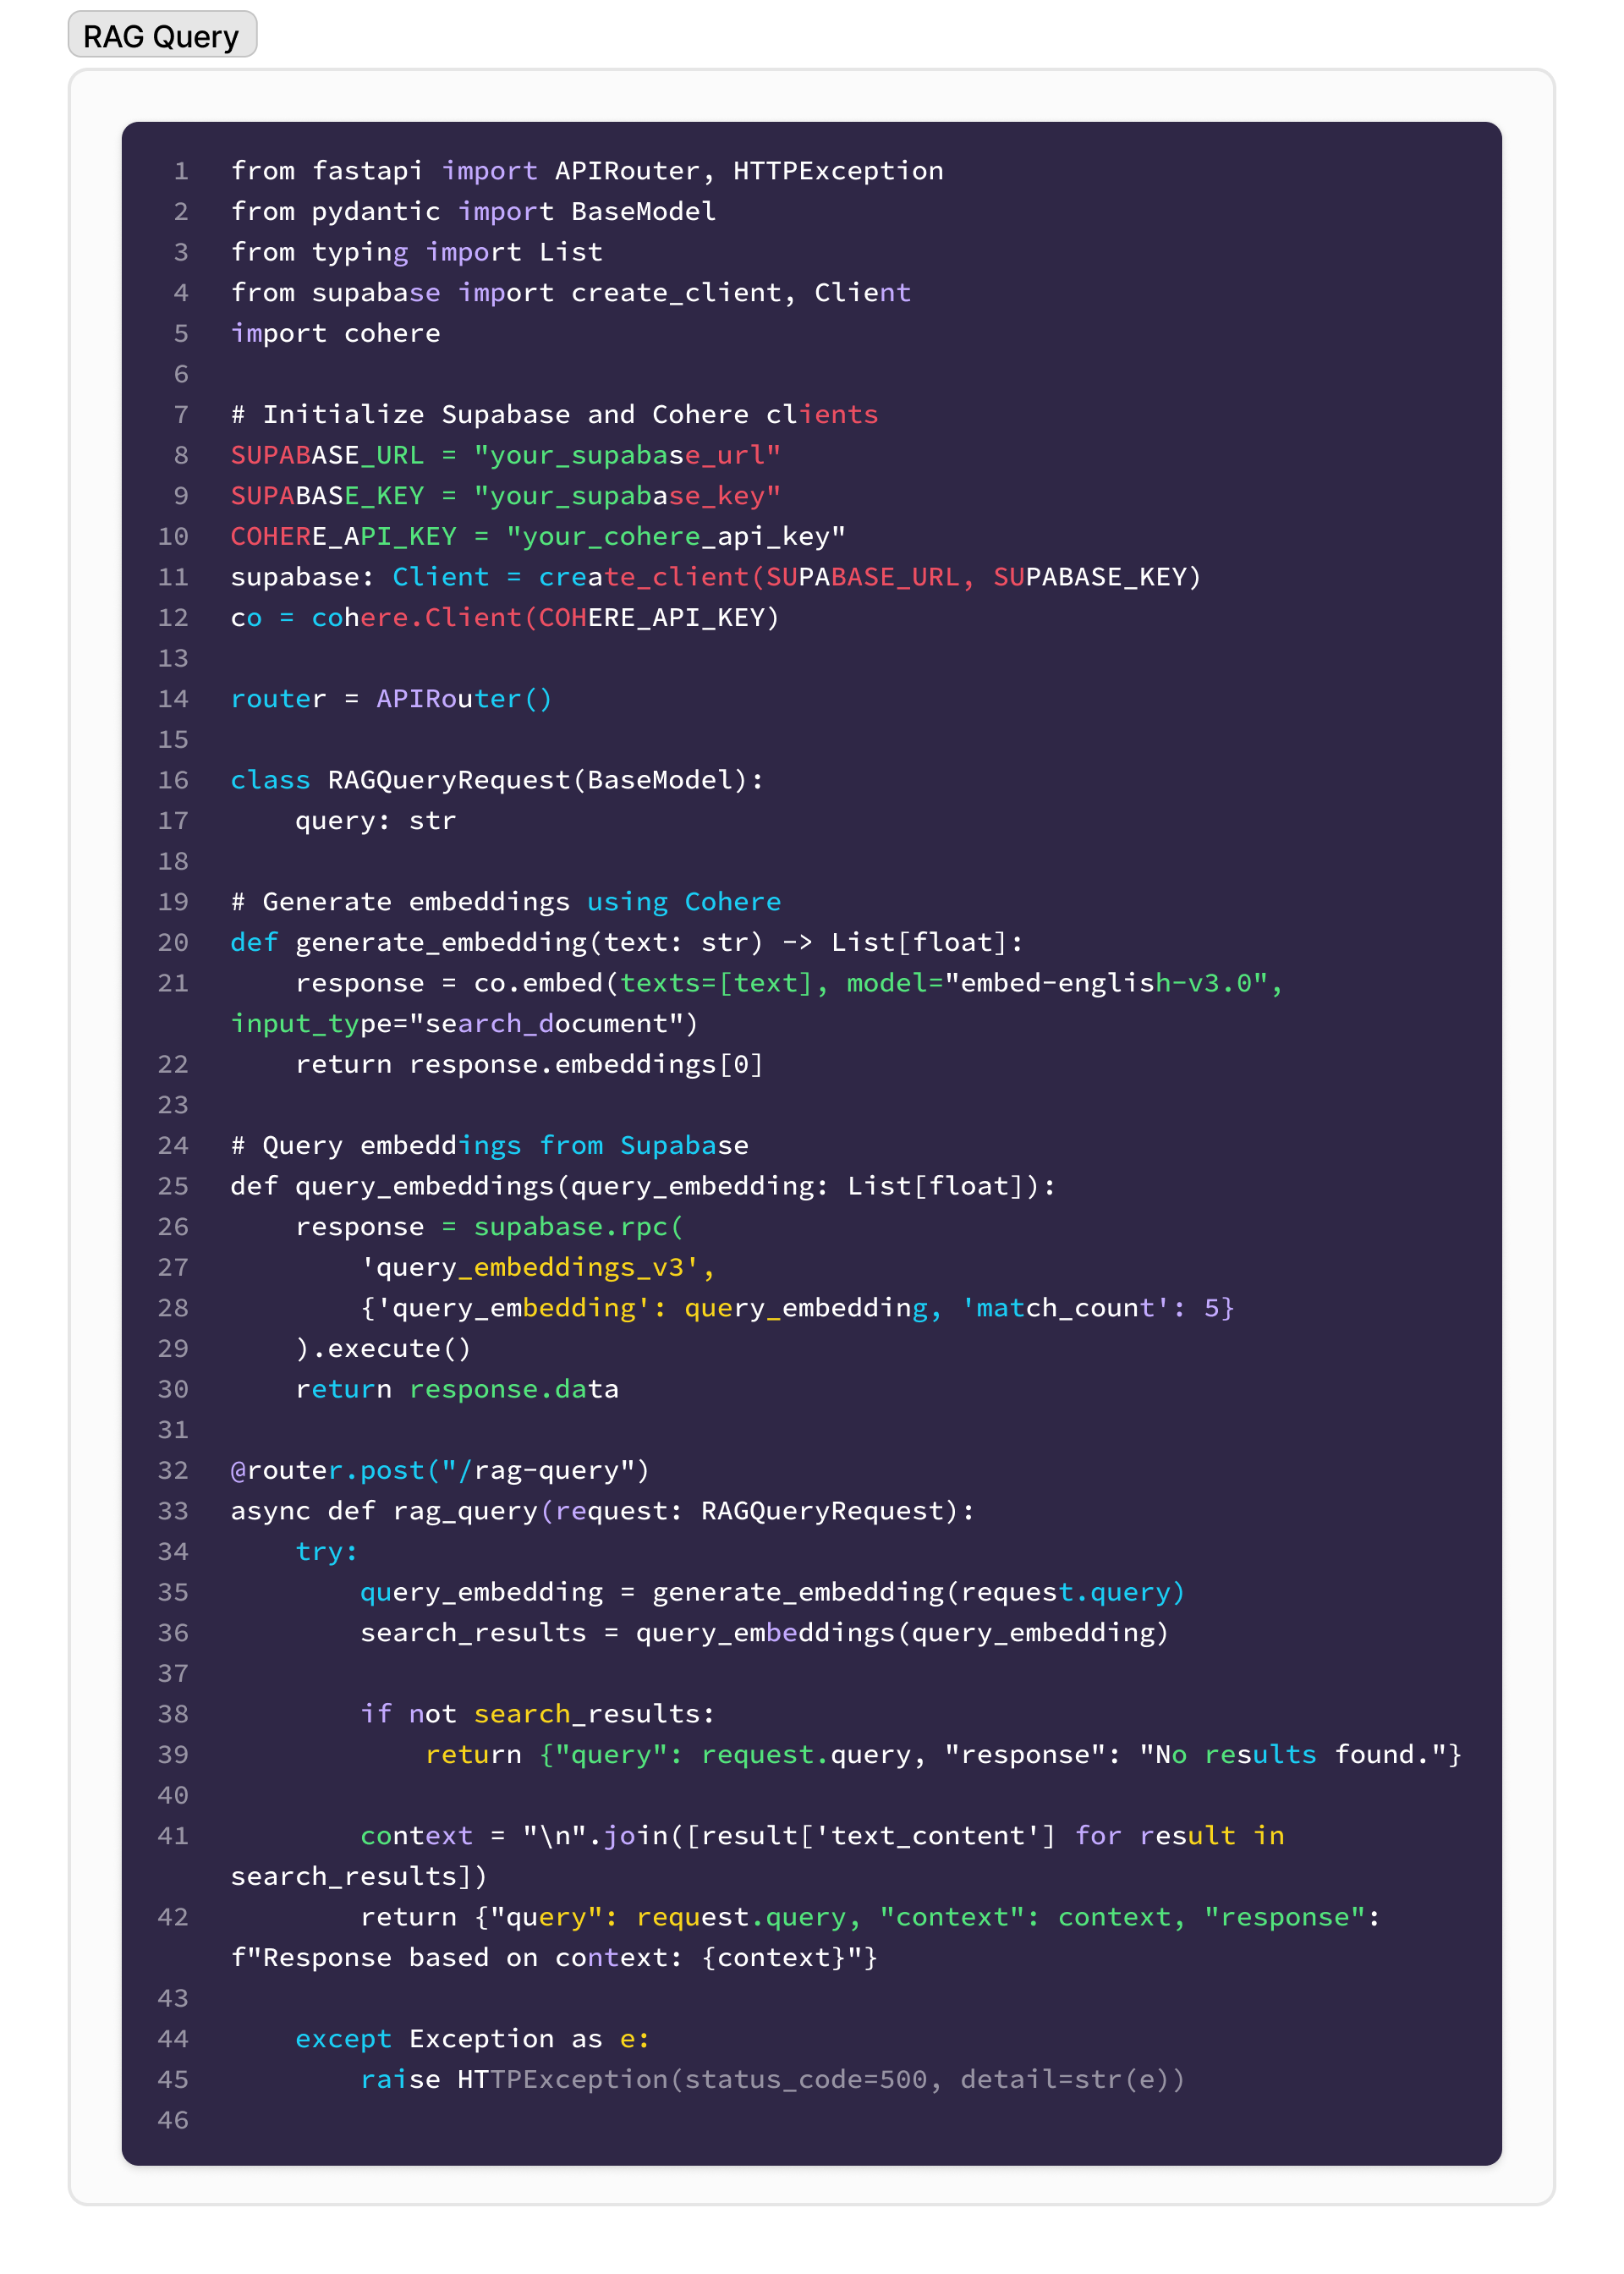 RAG Query
1 from fastapi import APIRouter, HTTPException
2 from pydantic import BaseModel
3 from typing import List
4 from supabase import create_client, Client
5 import cohere
6
7 # Initialize Supabase and Cohere clients
8 SUPABASE_URL = "your_supabase_url"
9 SUPABASE_KEY = "your_supabase_key"
10 COHERE_API_KEY = "your_cohere_api_key"
11 supabase: Client = create_client(SUPABASE_URL, SUPABASE_KEY)
12 co = cohere.Client(COHERE_API_KEY)
13
14 router = APIRouter()
15
16 class RAGQueryRequest(BaseModel):
17     query: str
18
19 # Generate embeddings using Cohere
20 def generate_embedding(text: str) -> List[float]:
21     response = co.embed(texts=[text], model="embed-english-v3.0",
input_type="search_document")
22     return response.embeddings[0]
23
24 # Query embeddings from Supabase
25 def query_embeddings(query_embedding: List[float]):
26     response = supabase.rpc(
27         'query_embeddings_v3',
28         {'query_embedding': query_embedding, 'match_count': 5}
29     ).execute()
30     return response.data
31
32 @router.post("/rag-query")
33 async def rag_query(request: RAGQueryRequest):
34     try:
35         query_embedding = generate_embedding(request.query)
36         search_results = query_embeddings(query_embedding)
37
38         if not search_results:
39             return {"query": request.query, "response": "No results found."}
40
41         context = "\n".join([result['text_content'] for result in
search_results])
42         return {"query": request.query, "context": context, "response":
f"Response based on context: {context}"}
43
44     except Exception as e:
45         raise HTTPException(status_code=500, detail=str(e))
46